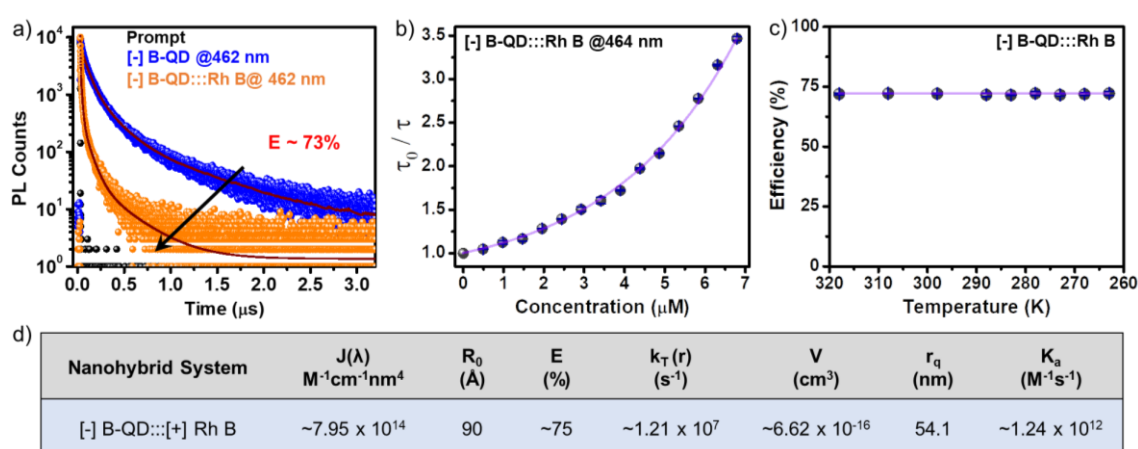 a)
Prompt
[-] B-QD @462 nm
[-] B-QD:::Rh B@ 462 nm
E ~ 73%
PL Counts
10⁴
10³
10²
10¹
10⁰
0.0 0.5 1.0 1.5 2.0 2.5 3.0
Time (μs)
b)
[-] B-QD:::Rh B @464 nm
τ₀ / τ
3.5
3.0
2.5
2.0
1.5
1.0
0 1 2 3 4 5 6 7
Concentration (μM)
c)
[-] B-QD:::Rh B
Efficiency (%)
100
75
50
25
0
320 310 300 290 280 270 260
Temperature (K)
d)
Nanohybrid System J(λ) M⁻¹cm⁻¹nm⁴ R₀ (Å) E (%) k_T (r) (s⁻¹) V (cm³) r_q (nm) K_a (M⁻¹s⁻¹)
[-] B-QD:::[+] Rh B ~7.95 x 10¹⁴ 90 ~75 ~1.21 x 10⁷ ~6.62 x 10⁻¹⁶ 54.1 ~1.24 x 10¹²